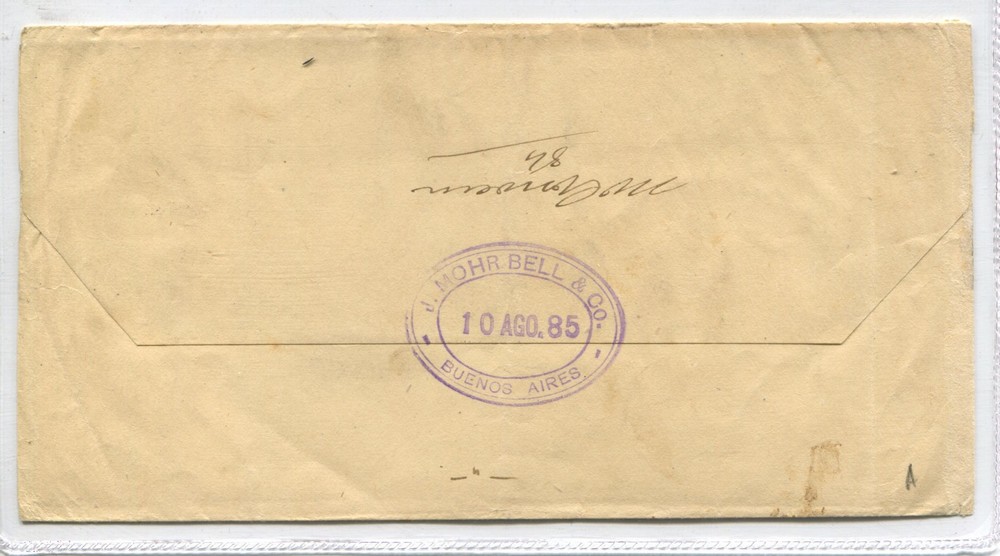 J. MOHR BELL & Co.
10 AGO. 85
BUENOS AIRES.
A